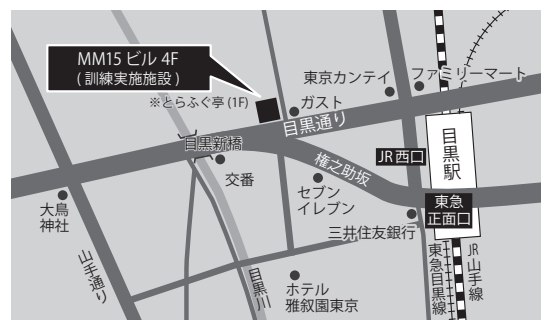 MM15 ビル 4F
( 訓練実施施設 )
※とらふぐ亭 (1F)
東京カンテイ
ファミリーマート
ガスト
目黒通り
目黒新橋
交番
権之助坂
JR西口
目黒駅
東急
正面口
セブン
イレブン
三井住友銀行
大鳥
神社
山手通り
目黒川
ホテル
雅叙園東京
東急目黒線
JR
山手線